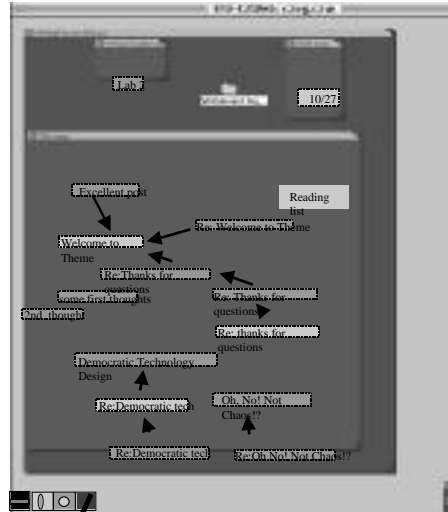 Lab 7
10/27
Excellent post
Reading
list
Re: Welcome to Theme
Welcome to
Theme
Re:Thanks for
questions
some first thoughts
Re: Thanks for
questions
2nd. though
Re: thanks for
questions
Democratic Technology
Design
Oh, No! Not
Chaos!?
Re:Democratic tech
Re:Democratic tech
Re:Oh No! Not Chaos!?